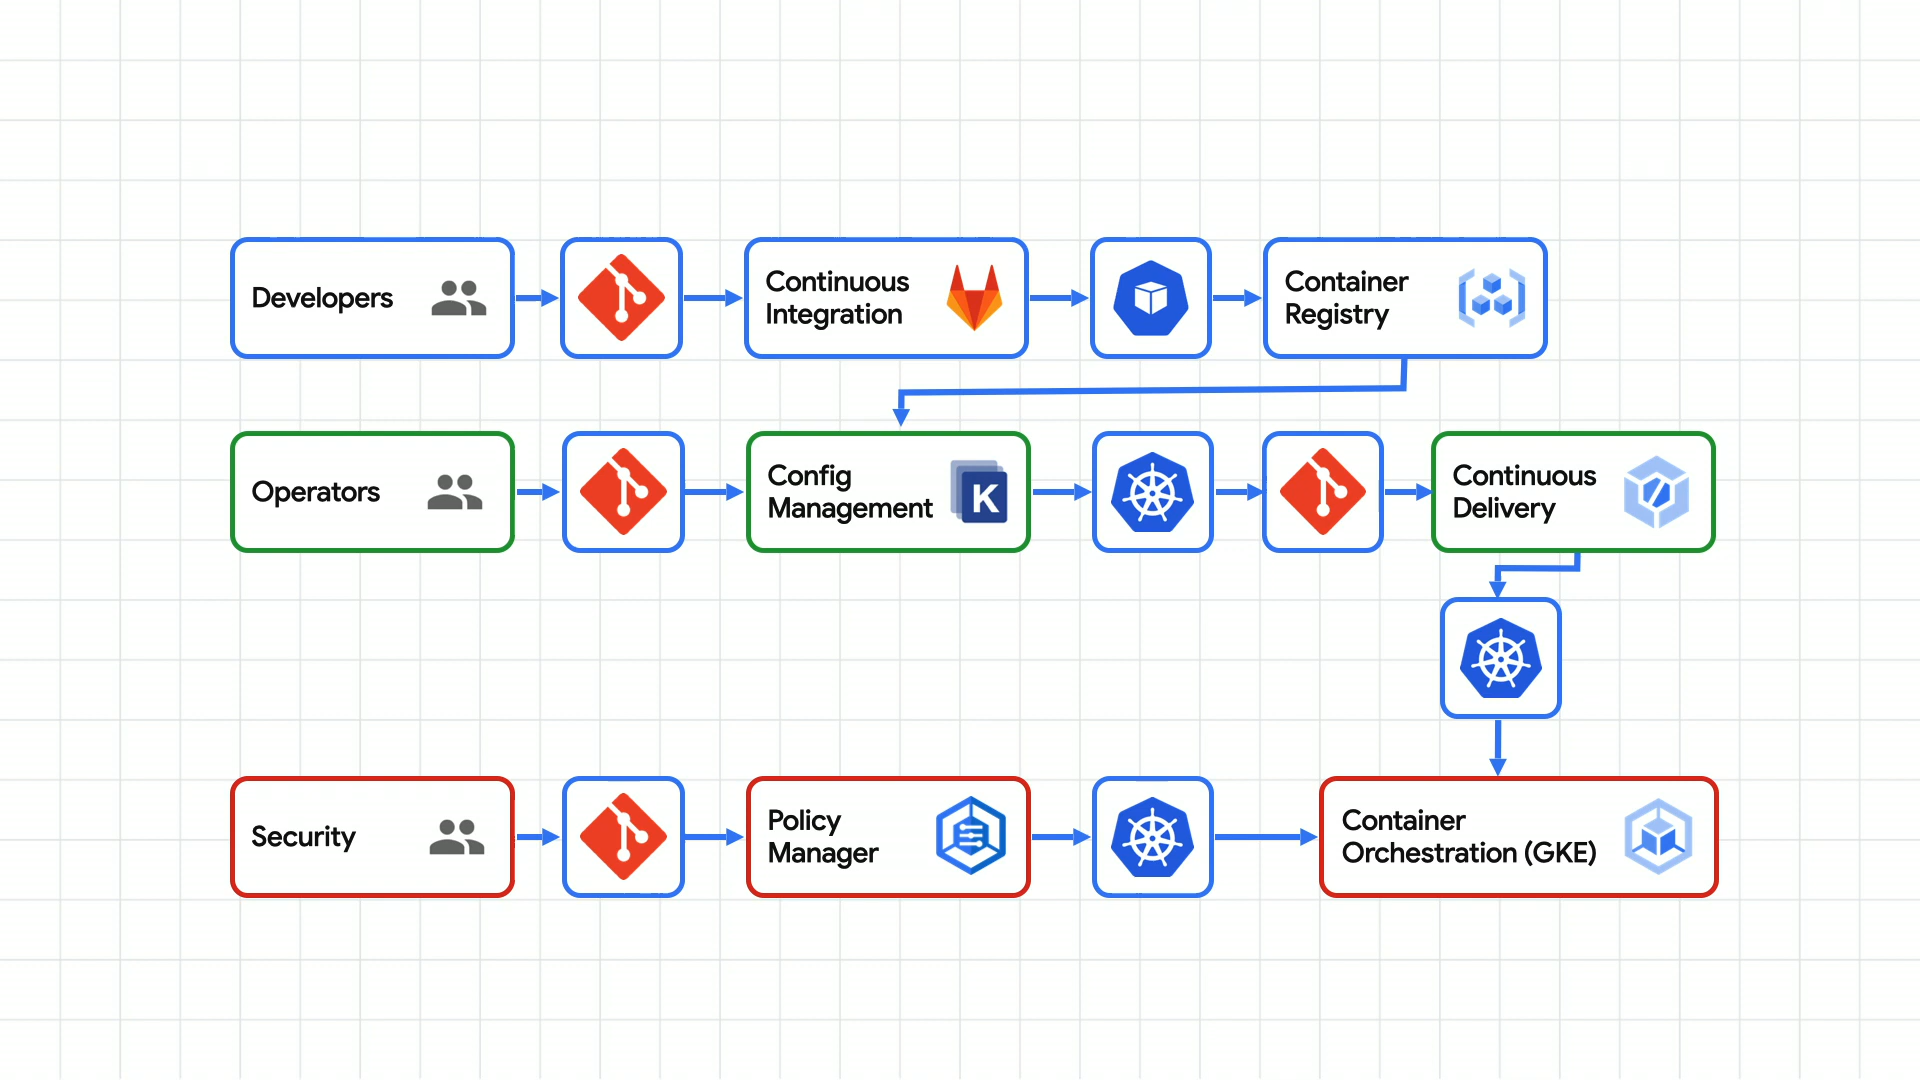 Developers
Continuous
Integration
Container
Registry
Operators
Config
Management
K
Continuous
Delivery
Security
Policy
Manager
Container
Orchestration (GKE)